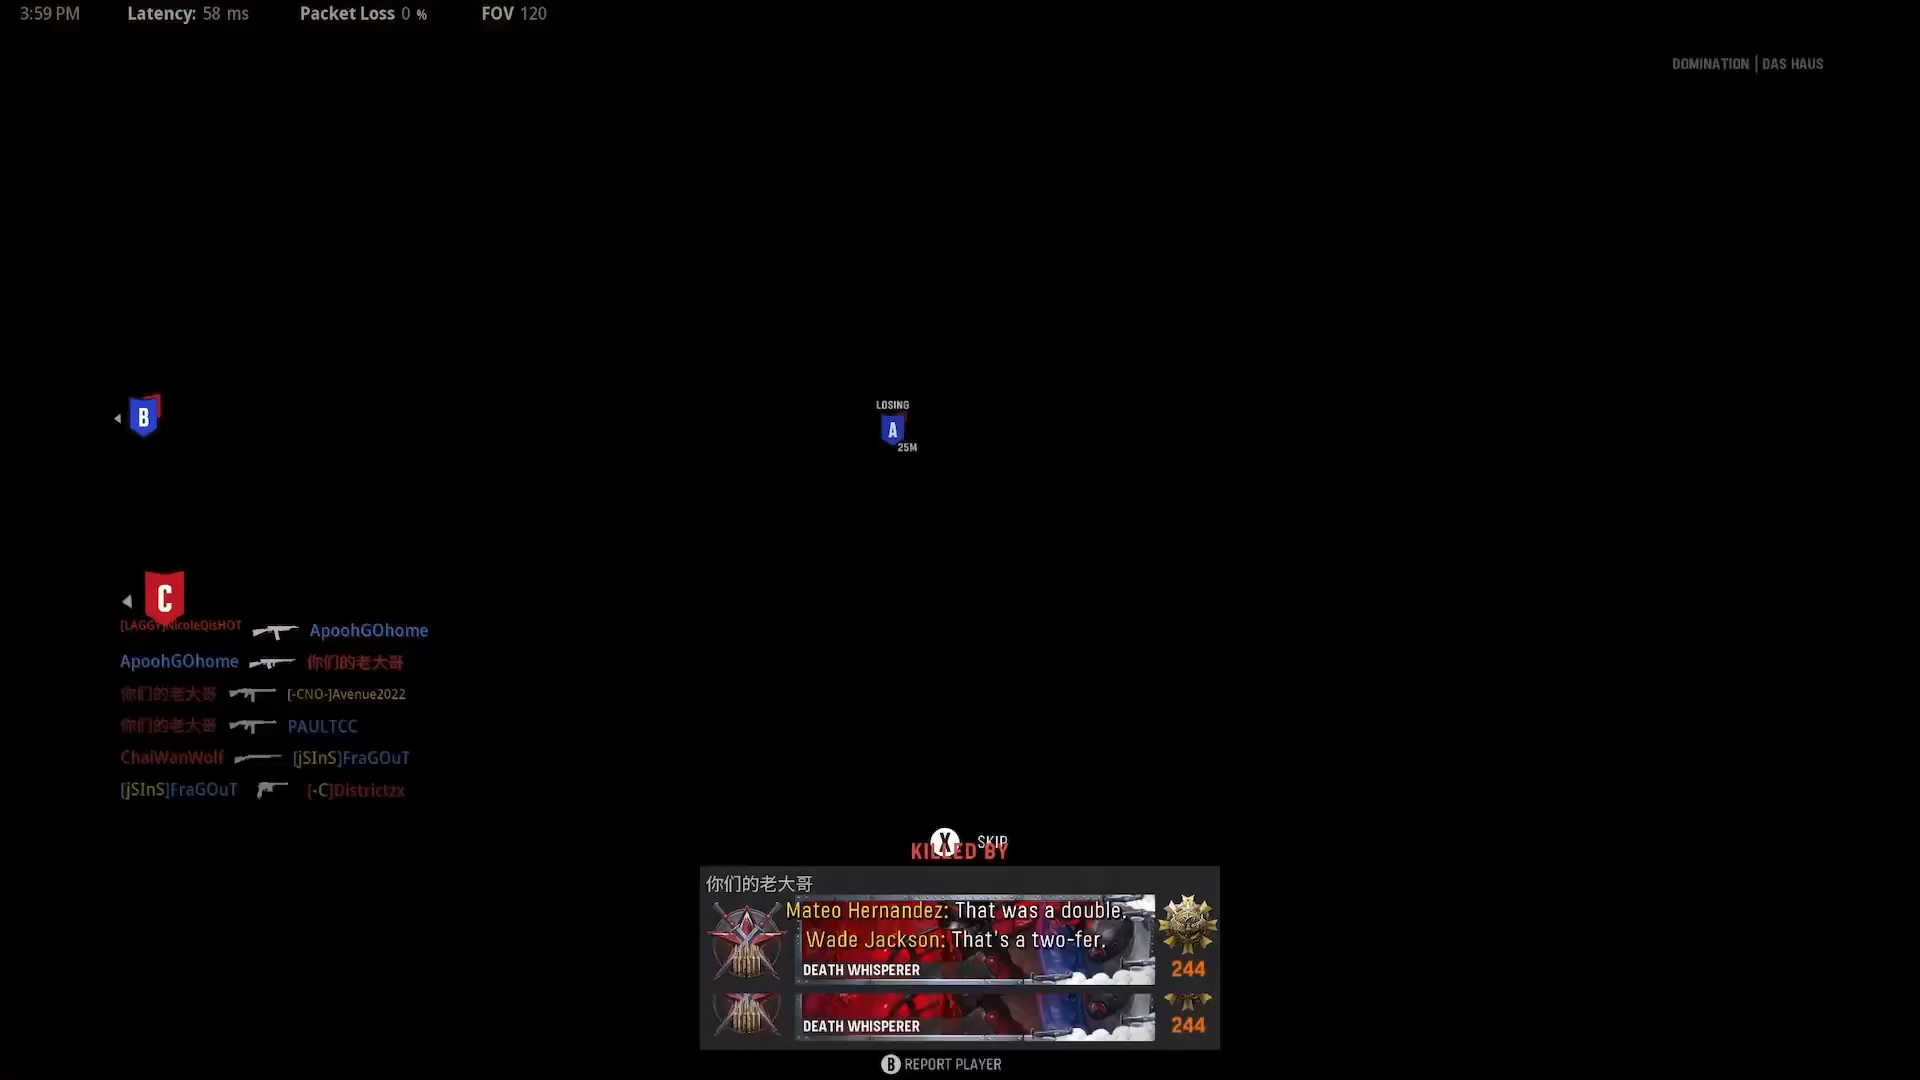 3:59 PM Latency: 58 ms Packet Loss 0 % FOV 120
DOMINATION | DAS HAUS
B
LOSING
A
25M
C
[LAGGY]NicoleQisHOT ApoohGOhome
ApoohGOhome 你们的老大哥
你们的老大哥 [-CNO-]Avenue2022
你们的老大哥 PAULTCC
ChaiWanWolf [jSInS]FraGOuT
[jSInS]FraGOuT [-C]Districtzx
X SKIP
KILLED BY
你们的老大哥
Mateo Hernandez: That was a double.
Wade Jackson: That's a two-fer.
DEATH WHISPERER 244
DEATH WHISPERER 244
B REPORT PLAYER